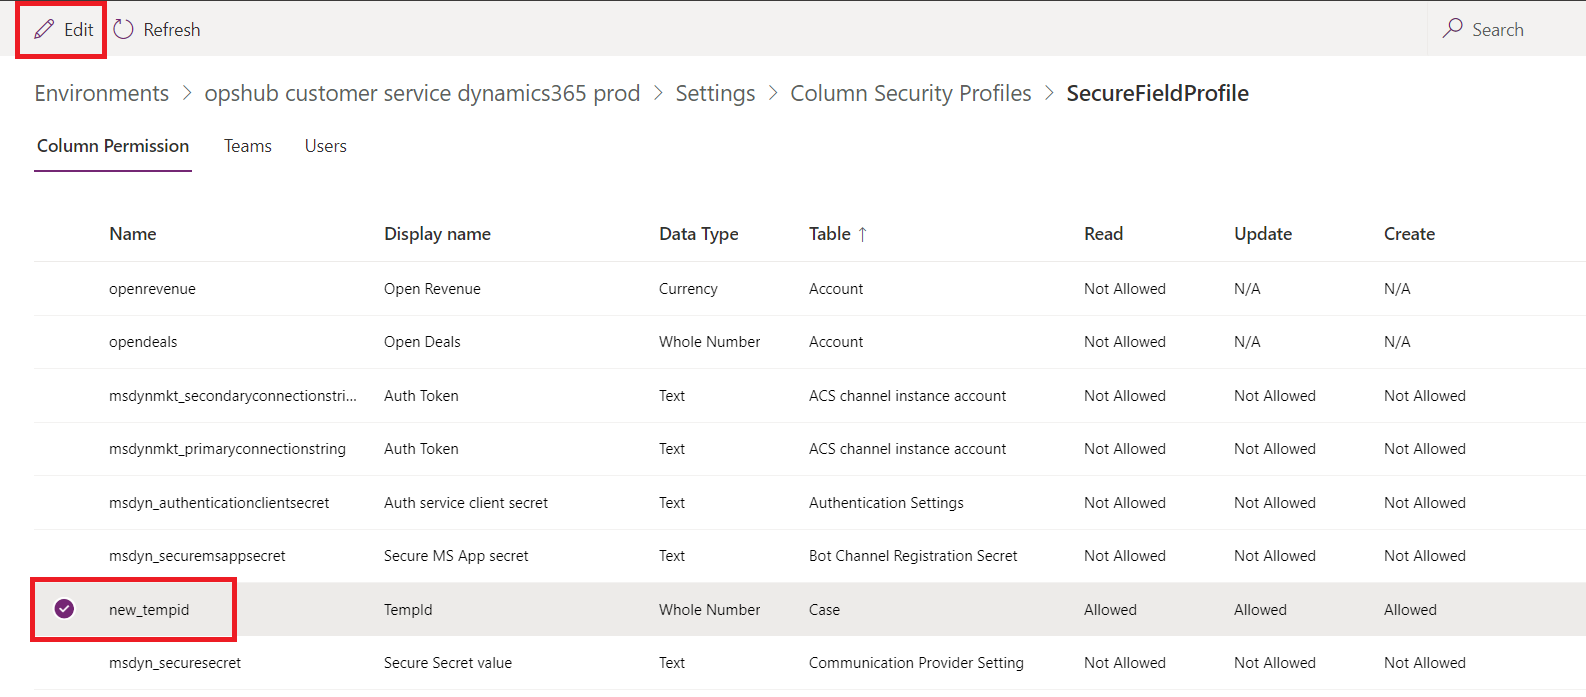 Edit Refresh Search
Environments > opshub customer service dynamics365 prod > Settings > Column Security Profiles > SecureFieldProfile
Column Permission Teams Users
Name Display name Data Type Table ↑ Read Update Create
openrevenue Open Revenue Currency Account Not Allowed N/A N/A
opendeals Open Deals Whole Number Account Not Allowed N/A N/A
msdynmkt_secondaryconnectionstri... Auth Token Text ACS channel instance account Not Allowed Not Allowed Not Allowed
msdynmkt_primaryconnectionstring Auth Token Text ACS channel instance account Not Allowed Not Allowed Not Allowed
msdyn_authenticationclientsecret Auth service client secret Text Authentication Settings Not Allowed Not Allowed Not Allowed
msdyn_securemsappsecret Secure MS App secret Text Bot Channel Registration Secret Not Allowed Not Allowed Not Allowed
new_tempid TempId Whole Number Case Allowed Allowed Allowed
msdyn_securesecret Secure Secret value Text Communication Provider Setting Not Allowed Not Allowed Not Allowed